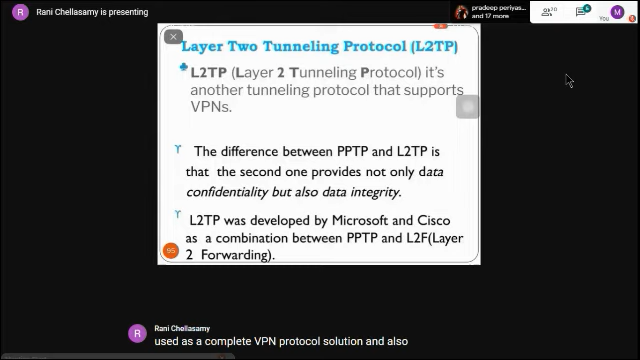 Rani Chellasamy is presenting
pradeep periyas...
and 17 more
20
6
You
M
Layer Two Tunneling Protocol (L2TP)
L2TP (Layer 2 Tunneling Protocol) it's
another tunneling protocol that supports
VPNs.
The difference between PPTP and L2TP is
that the second one provides not only data
confidentiality but also data integrity.
L2TP was developed by Microsoft and Cisco
as a combination between PPTP and L2F(Layer
2 Forwarding).
95
R
Rani Chellasamy
used as a complete VPN protocol solution and also